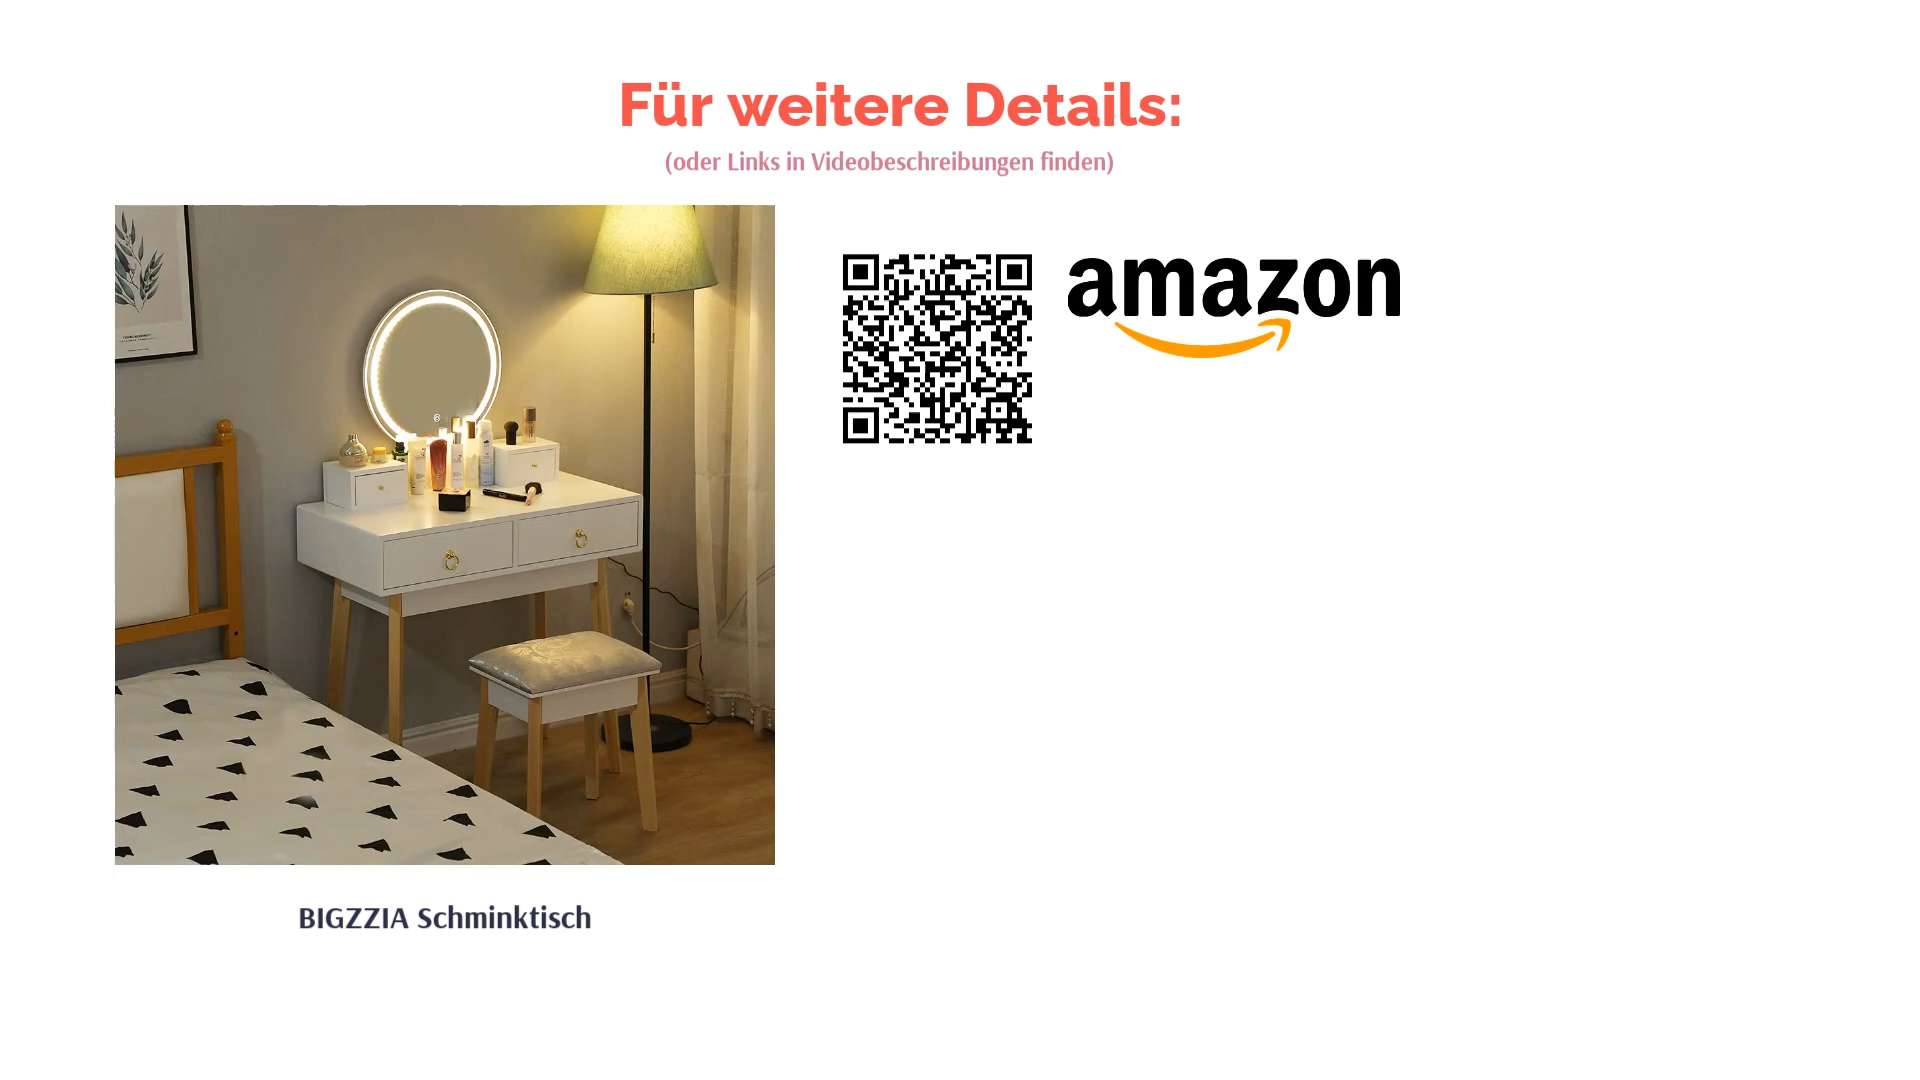 Für weitere Details:
(oder Links in Videobeschreibungen finden)
amazon
BIGZZIA Schminktisch